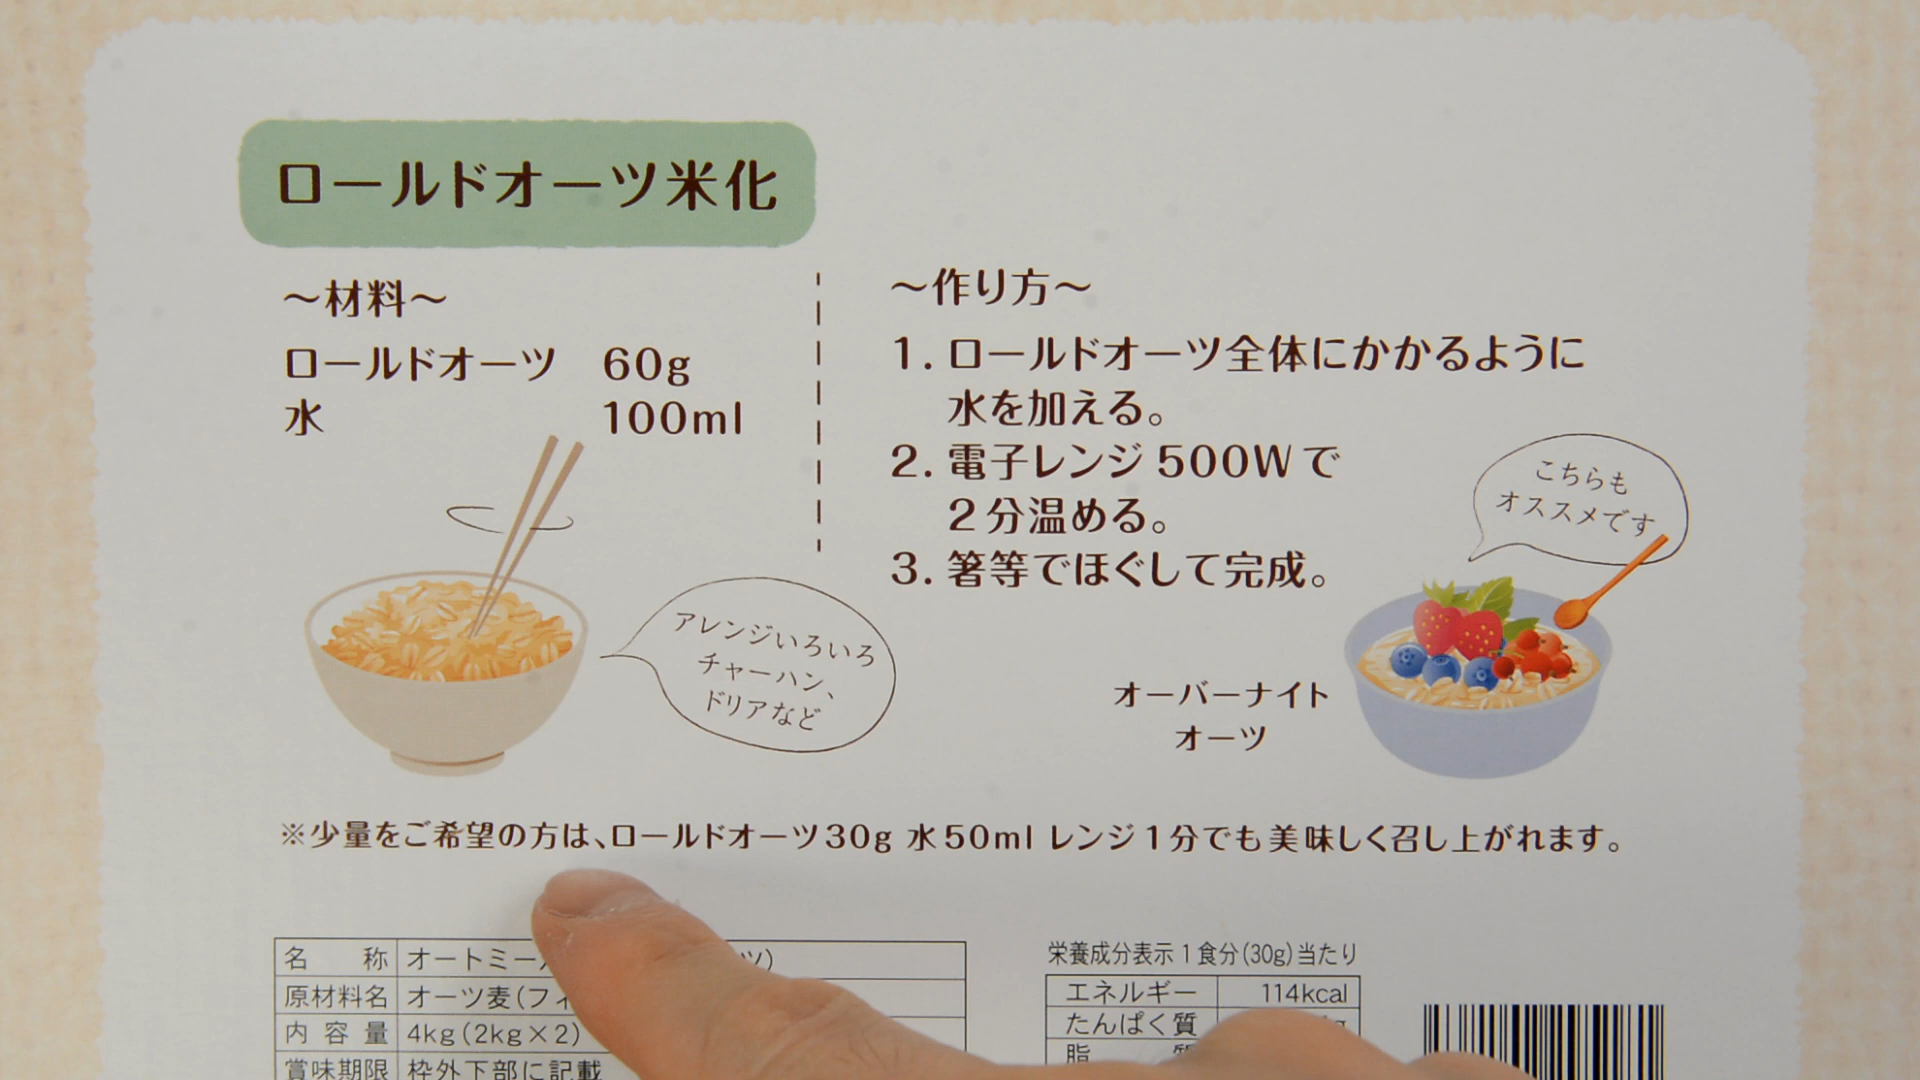 ロールドオーツ米化
〜材料〜
ロールドオーツ 60g
水 100ml
〜作り方〜
1. ロールドオーツ全体にかかるように
水を加える。
2. 電子レンジ500Wで
2分温める。
3. 箸等でほぐして完成。
アレンジいろいろ
チャーハン、
ドリアなど
こちらも
オススメです
オーバーナイト
オーツ
※少量をご希望の方は、ロールドオーツ30g 水50ml レンジ1分でも美味しく召し上がれます。
名称 オートミー ツ)
原材料名 オーツ麦(フィ
内容量 4kg(2kg×2)
賞味期限 枠外下部に記載
栄養成分表示1食分(30g)当たり
エネルギー 114kcal
たんぱく質
脂